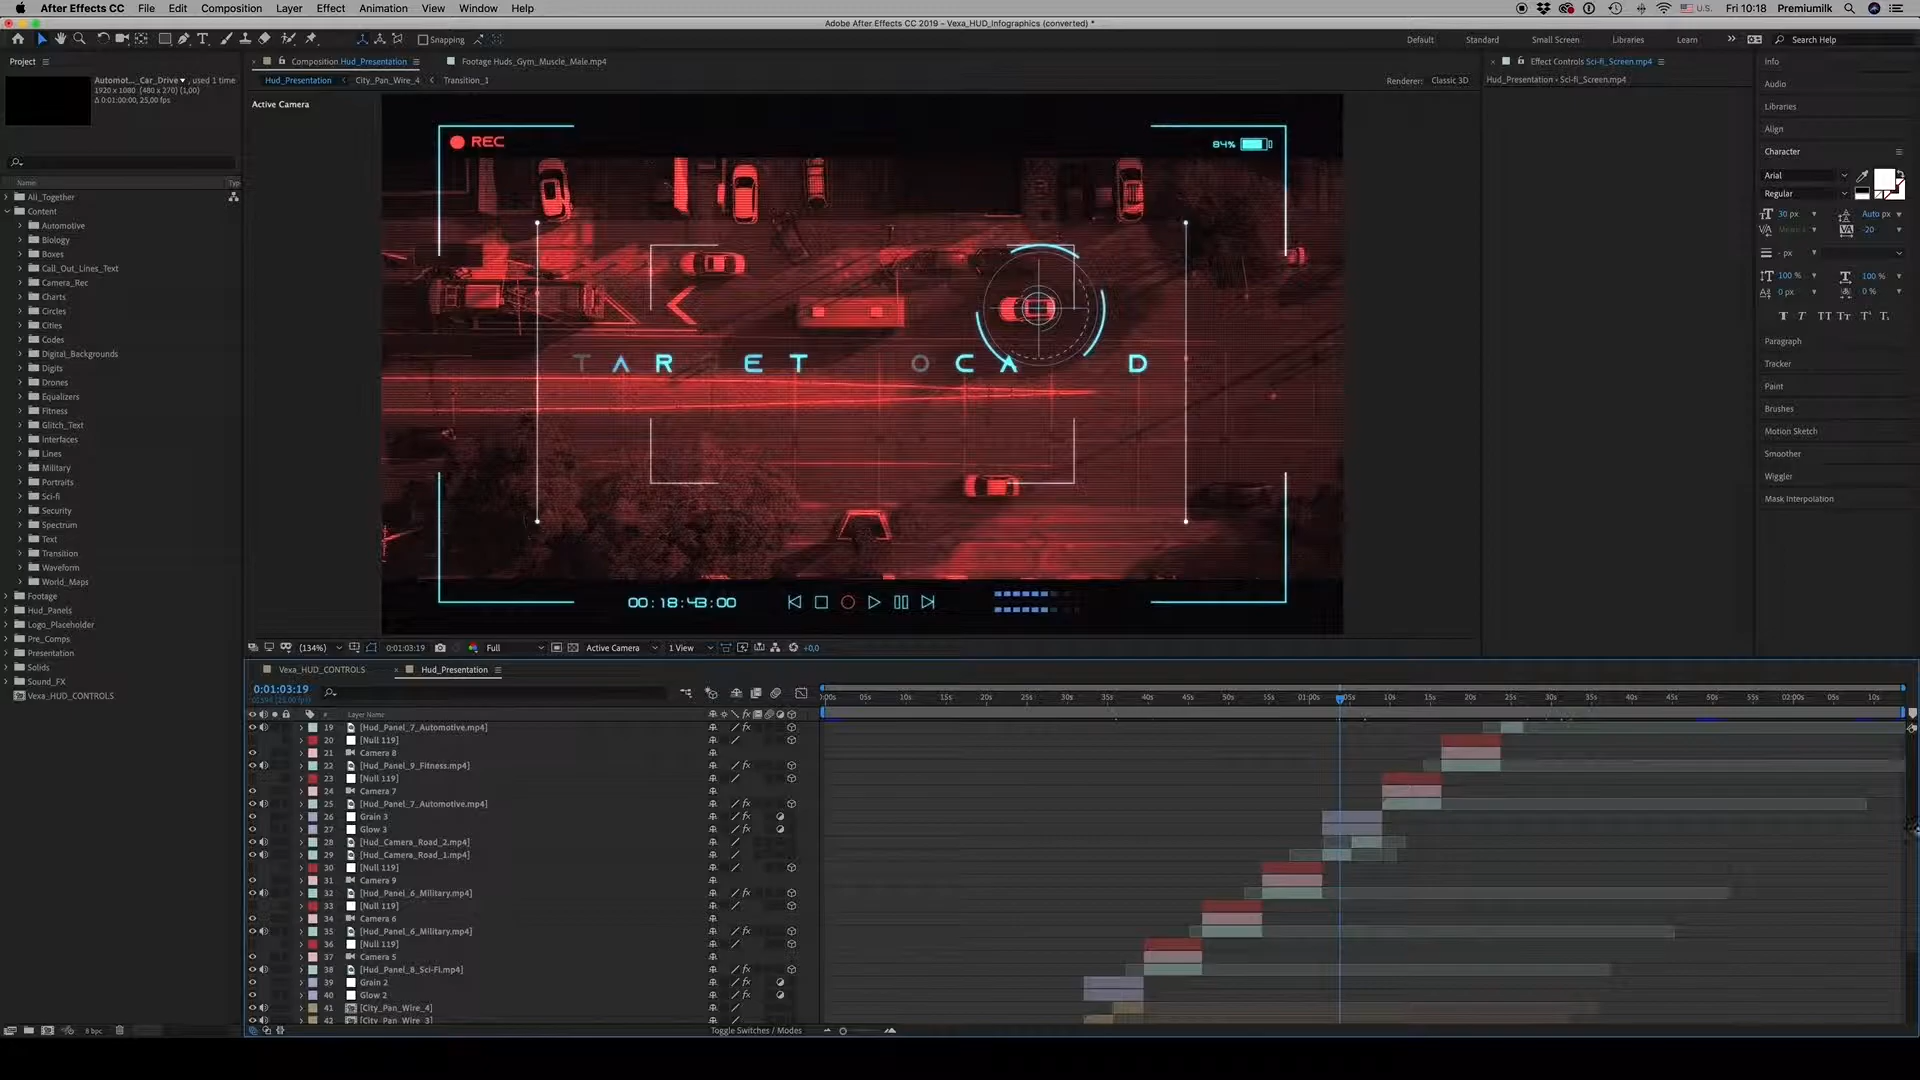 After Effects CC File Edit Composition Layer Effect Animation View Window Help
U.S. Fri 10:18 Premiumilk
Adobe After Effects CC 2019 – Vexa_HUD_Infographics (converted) *
Snapping
Default Standard Small Screen Libraries Learn
Search Help
Project
Automot..._Car_Drive , used 1 time
1920 x 1080 (480 x 270) (1,00)
Δ 0:01:00:00, 25,00 fps
Name Typ
All_Together
Content
Automotive
Biology
Boxes
Call_Out_Lines_Text
Camera_Rec
Charts
Circles
Cities
Codes
Digital_Backgrounds
Digits
Drones
Equalizers
Fitness
Glitch_Text
Interfaces
Lines
Military
Portraits
Sci-fi
Security
Spectrum
Text
Transition
Waveform
World_Maps
Footage
Hud_Panels
Logo_Placeholder
Pre_Comps
Presentation
Solids
Sound_FX
Vexa_HUD_CONTROLS
8 bpc
Composition Hud_Presentation
Footage Huds_Gym_Muscle_Male.mp4
Hud_Presentation City_Pan_Wire_4 Transition_1
Renderer: Classic 3D
Active Camera
REC
84%
TAR ET OCA D
00:18:43:00
(134%) 0:01:03:19 Full Active Camera 1 View +0,0
Effect Controls Sci-fi_Screen.mp4
Hud_Presentation • Sci-fi_Screen.mp4
Info
Audio
Libraries
Align
Character
Arial
Regular
30 px Auto px
-20
- px
100 % 100 %
0 px 0 %
T T TT Tt T¹ T₁
Paragraph
Tracker
Paint
Brushes
Motion Sketch
Smoother
Wiggler
Mask Interpolation
Vexa_HUD_CONTROLS
Hud_Presentation
0:01:03:19
# Layer Name
:00s 05s 10s 15s 20s 25s 30s 35s 40s 45s 50s 55s 01:00s 05s 10s 15s 20s 25s 30s 35s 40s 45s 50s 55s 02:00s 05s 10s
19 [Hud_Panel_7_Automotive.mp4]
20 [Null 119]
21 Camera 8
22 [Hud_Panel_9_Fitness.mp4]
23 [Null 119]
24 Camera 7
25 [Hud_Panel_7_Automotive.mp4]
26 Grain 3
27 Glow 3
28 [Hud_Camera_Road_2.mp4]
29 [Hud_Camera_Road_1.mp4]
30 [Null 119]
31 Camera 9
32 [Hud_Panel_6_Military.mp4]
33 [Null 119]
34 Camera 6
35 [Hud_Panel_6_Military.mp4]
36 [Null 119]
37 Camera 5
38 [Hud_Panel_8_Sci-Fi.mp4]
39 Grain 2
40 Glow 2
41 [City_Pan_Wire_4]
42 [City_Pan_Wire_3]
Toggle Switches / Modes